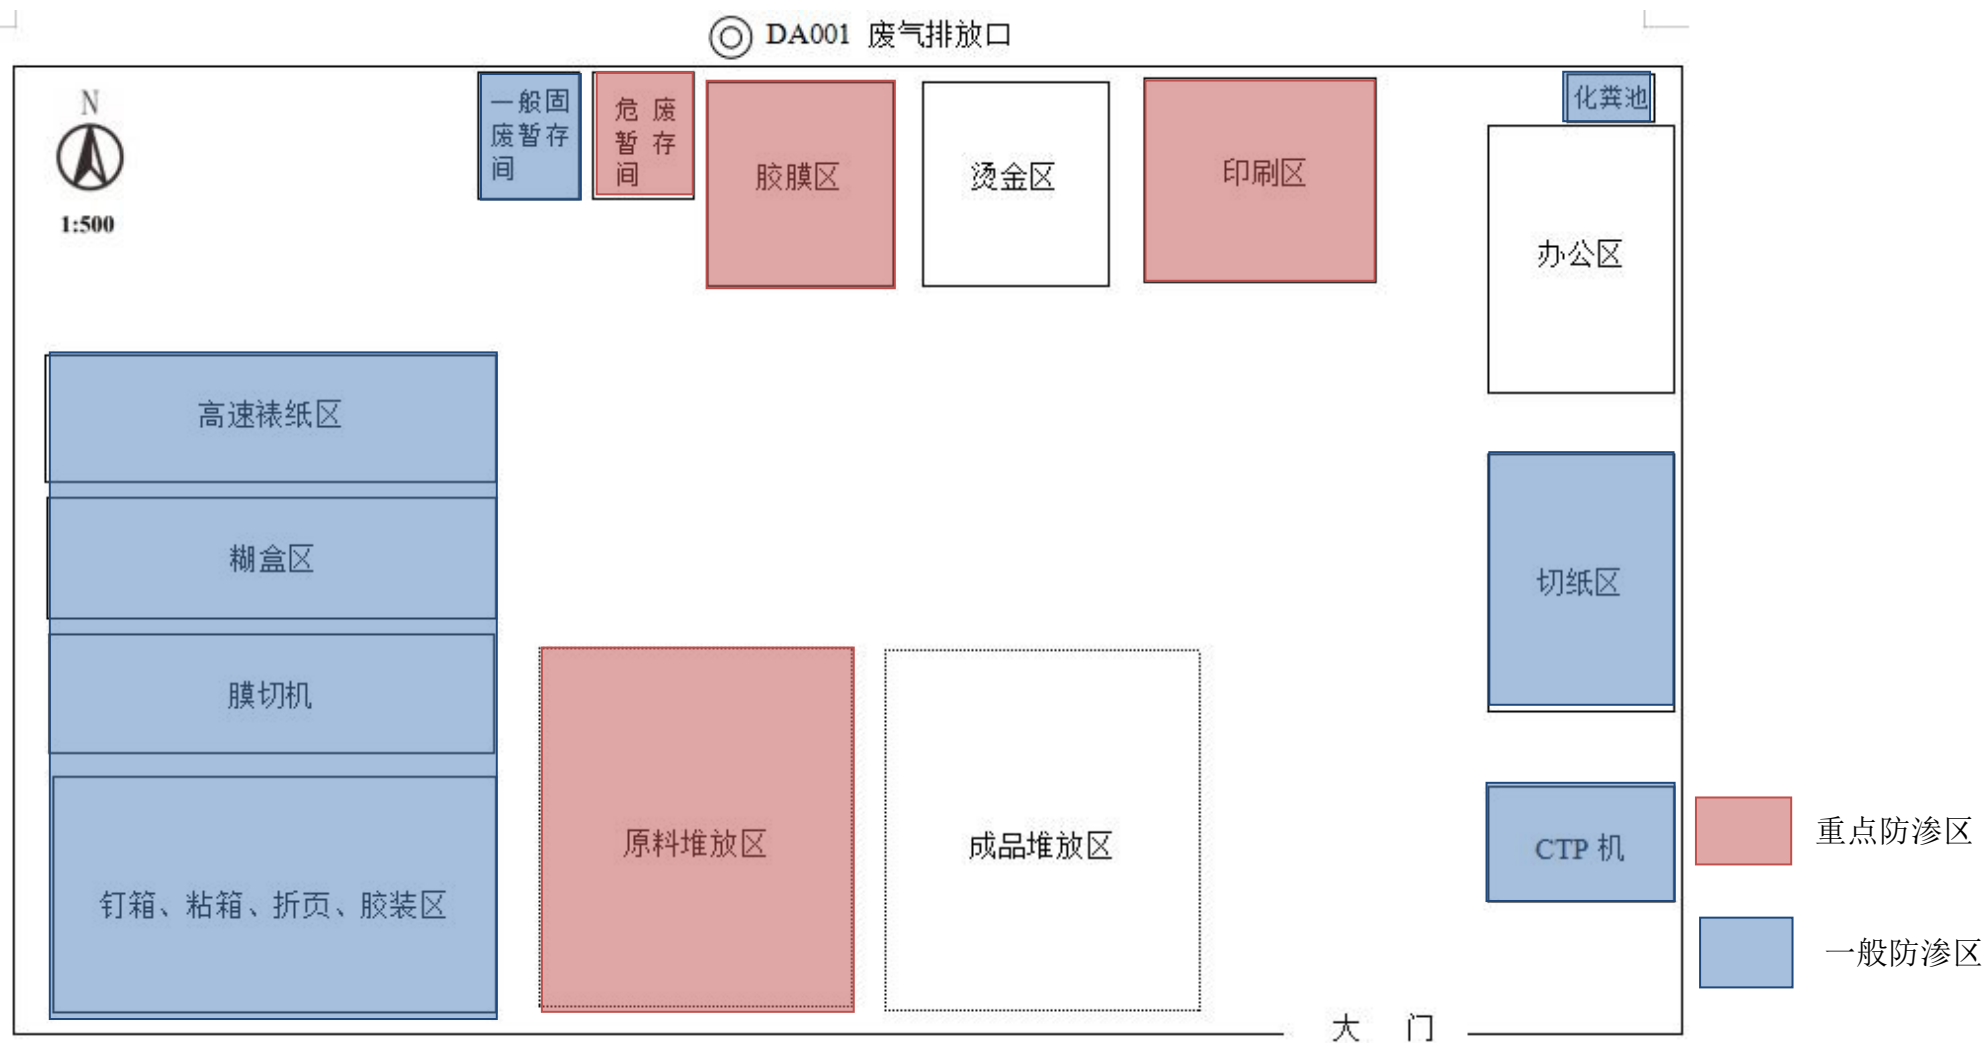 DA001 废气排放口
N
1:500
一般固
废暂存
间
危废
暂存
间
胶膜区
烫金区
印刷区
化粪池
办公区
高速裱纸区
糊盒区
膜切机
钉箱、粘箱、折页、胶装区
原料堆放区
成品堆放区
切纸区
CTP 机
重点防渗区
一般防渗区
大 门